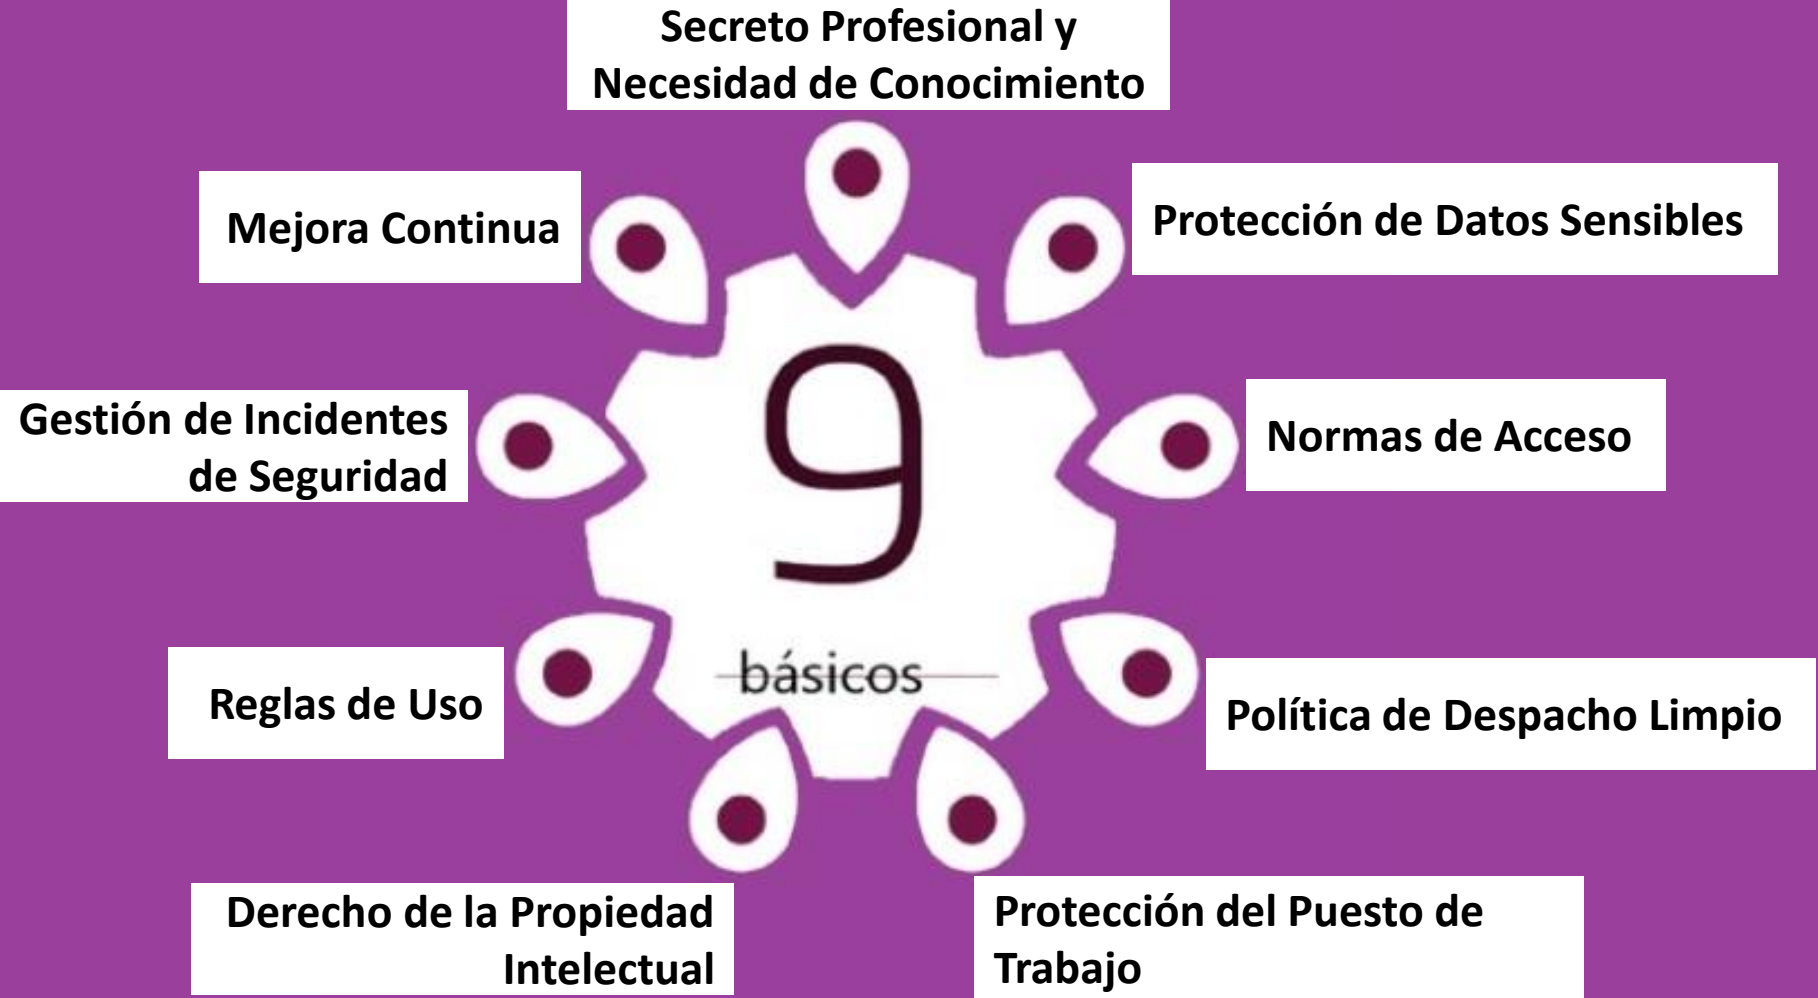 Secreto Profesional y
Necesidad de Conocimiento
Mejora Continua
Protección de Datos Sensibles
Gestión de Incidentes
de Seguridad
9
Normas de Acceso
básicos
Reglas de Uso
Política de Despacho Limpio
Derecho de la Propiedad
Intelectual
Protección del Puesto de
Trabajo